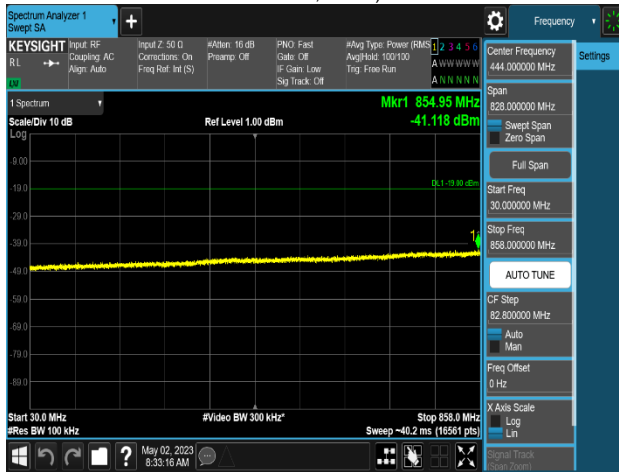 Spectrum Analyzer 1
Swept SA
+
Frequency
KEYSIGHT
RL
Input: RF
Coupling: AC
Align: Auto
Input Z: 50 Ω
Corrections: On
Freq Ref: Int (S)
#Atten: 16 dB
Preamp: Off
PNO: Fast
Gate: Off
IF Gain: Low
Sig Track: Off
#Avg Type: Power (RMS
Avg|Hold: 100/100
Trig: Free Run
1 2 3 4 5 6
A W W W W W
A N N N N N
1 Spectrum
Scale/Div 10 dB
Log
Ref Level 1.00 dBm
Mkr1 854.95 MHz
-41.118 dBm
-9.00
-19.0
DL1 -19.00 dBm
-29.0
-39.0
1
-49.0
-59.0
-69.0
-79.0
-89.0
Start 30.0 MHz
#Res BW 100 kHz
#Video BW 300 kHz*
Stop 858.0 MHz
Sweep ~40.2 ms (16561 pts)
?
May 02, 2023
8:33:16 AM
Center Frequency
444.000000 MHz
Settings
Span
828.000000 MHz
Swept Span
Zero Span
Full Span
Start Freq
30.000000 MHz
Stop Freq
858.000000 MHz
AUTO TUNE
CF Step
82.800000 MHz
Auto
Man
Freq Offset
0 Hz
X Axis Scale
Log
Lin
Signal Track
(Span Zoom)